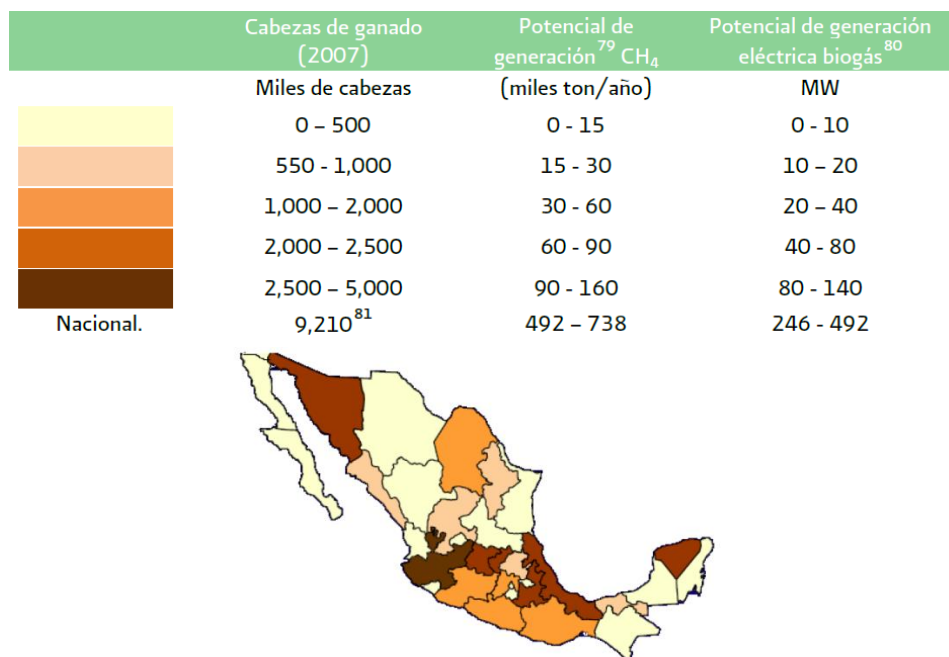 Cabezas de ganado (2007) Potencial de generación79 CH4 Potencial de generación eléctrica biogás80
Miles de cabezas (miles ton/año) MW
0 – 500 0 - 15 0 - 10
550 - 1,000 15 - 30 10 – 20
1,000 – 2,000 30 - 60 20 – 40
2,000 – 2,500 60 - 90 40 - 80
2,500 – 5,000 90 - 160 80 - 140
Nacional. 9,21081 492 – 738 246 - 492